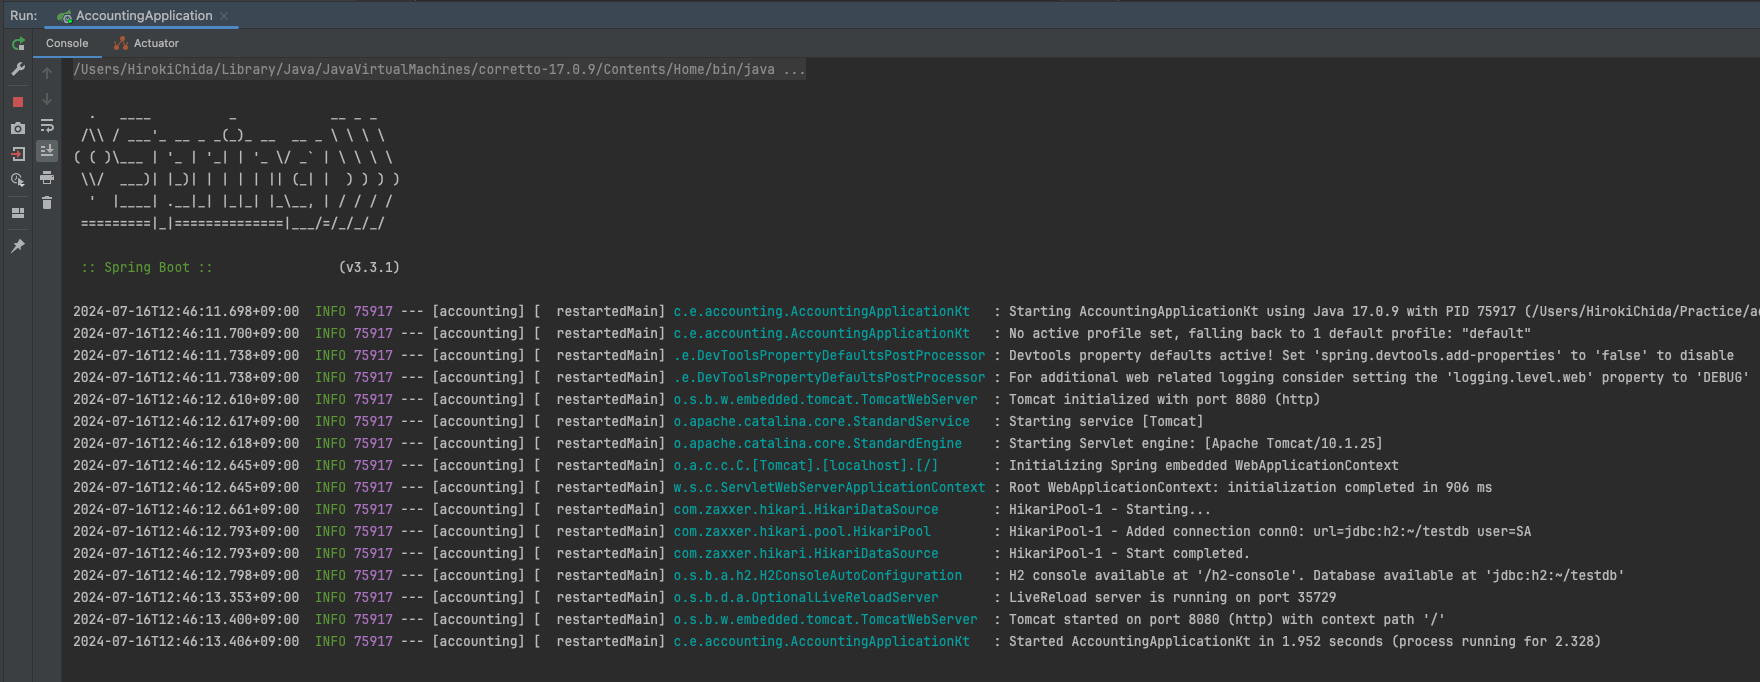 Run: AccountingApplication
Console Actuator
/Users/HirokiChida/Library/Java/JavaVirtualMachines/corretto-17.0.9/Contents/Home/bin/java ...
  .   ____          _            __ _ _
 /\\ / ___'_ __ _ _(_)_ __  __ _ \ \ \ \
( ( )\___ | '_ | '_| | '_ \/ _` | \ \ \ \
 \\/  ___)| |_)| | | | | || (_| |  ) ) ) )
  '  |____| .__|_| |_|_| |_\__, | / / / /
 =========|_|==============|___/=/_/_/_/
 :: Spring Boot ::                (v3.3.1)
2024-07-16T12:46:11.698+09:00  INFO 75917 --- [accounting] [  restartedMain] c.e.accounting.AccountingApplicationKt   : Starting AccountingApplicationKt using Java 17.0.9 with PID 75917 (/Users/HirokiChida/Practice/a
2024-07-16T12:46:11.700+09:00  INFO 75917 --- [accounting] [  restartedMain] c.e.accounting.AccountingApplicationKt   : No active profile set, falling back to 1 default profile: "default"
2024-07-16T12:46:11.738+09:00  INFO 75917 --- [accounting] [  restartedMain] .e.DevToolsPropertyDefaultsPostProcessor : Devtools property defaults active! Set 'spring.devtools.add-properties' to 'false' to disable
2024-07-16T12:46:11.738+09:00  INFO 75917 --- [accounting] [  restartedMain] .e.DevToolsPropertyDefaultsPostProcessor : For additional web related logging consider setting the 'logging.level.web' property to 'DEBUG'
2024-07-16T12:46:12.610+09:00  INFO 75917 --- [accounting] [  restartedMain] o.s.b.w.embedded.tomcat.TomcatWebServer  : Tomcat initialized with port 8080 (http)
2024-07-16T12:46:12.617+09:00  INFO 75917 --- [accounting] [  restartedMain] o.apache.catalina.core.StandardService   : Starting service [Tomcat]
2024-07-16T12:46:12.618+09:00  INFO 75917 --- [accounting] [  restartedMain] o.apache.catalina.core.StandardEngine    : Starting Servlet engine: [Apache Tomcat/10.1.25]
2024-07-16T12:46:12.645+09:00  INFO 75917 --- [accounting] [  restartedMain] o.a.c.c.C.[Tomcat].[localhost].[/]       : Initializing Spring embedded WebApplicationContext
2024-07-16T12:46:12.645+09:00  INFO 75917 --- [accounting] [  restartedMain] w.s.c.ServletWebServerApplicationContext : Root WebApplicationContext: initialization completed in 906 ms
2024-07-16T12:46:12.661+09:00  INFO 75917 --- [accounting] [  restartedMain] com.zaxxer.hikari.HikariDataSource       : HikariPool-1 - Starting...
2024-07-16T12:46:12.793+09:00  INFO 75917 --- [accounting] [  restartedMain] com.zaxxer.hikari.pool.HikariPool        : HikariPool-1 - Added connection conn0: url=jdbc:h2:~/testdb user=SA
2024-07-16T12:46:12.793+09:00  INFO 75917 --- [accounting] [  restartedMain] com.zaxxer.hikari.HikariDataSource       : HikariPool-1 - Start completed.
2024-07-16T12:46:12.798+09:00  INFO 75917 --- [accounting] [  restartedMain] o.s.b.a.h2.H2ConsoleAutoConfiguration    : H2 console available at '/h2-console'. Database available at 'jdbc:h2:~/testdb'
2024-07-16T12:46:13.353+09:00  INFO 75917 --- [accounting] [  restartedMain] o.s.b.d.a.OptionalLiveReloadServer       : LiveReload server is running on port 35729
2024-07-16T12:46:13.400+09:00  INFO 75917 --- [accounting] [  restartedMain] o.s.b.w.embedded.tomcat.TomcatWebServer  : Tomcat started on port 8080 (http) with context path '/'
2024-07-16T12:46:13.406+09:00  INFO 75917 --- [accounting] [  restartedMain] c.e.accounting.AccountingApplicationKt   : Started AccountingApplicationKt in 1.952 seconds (process running for 2.328)